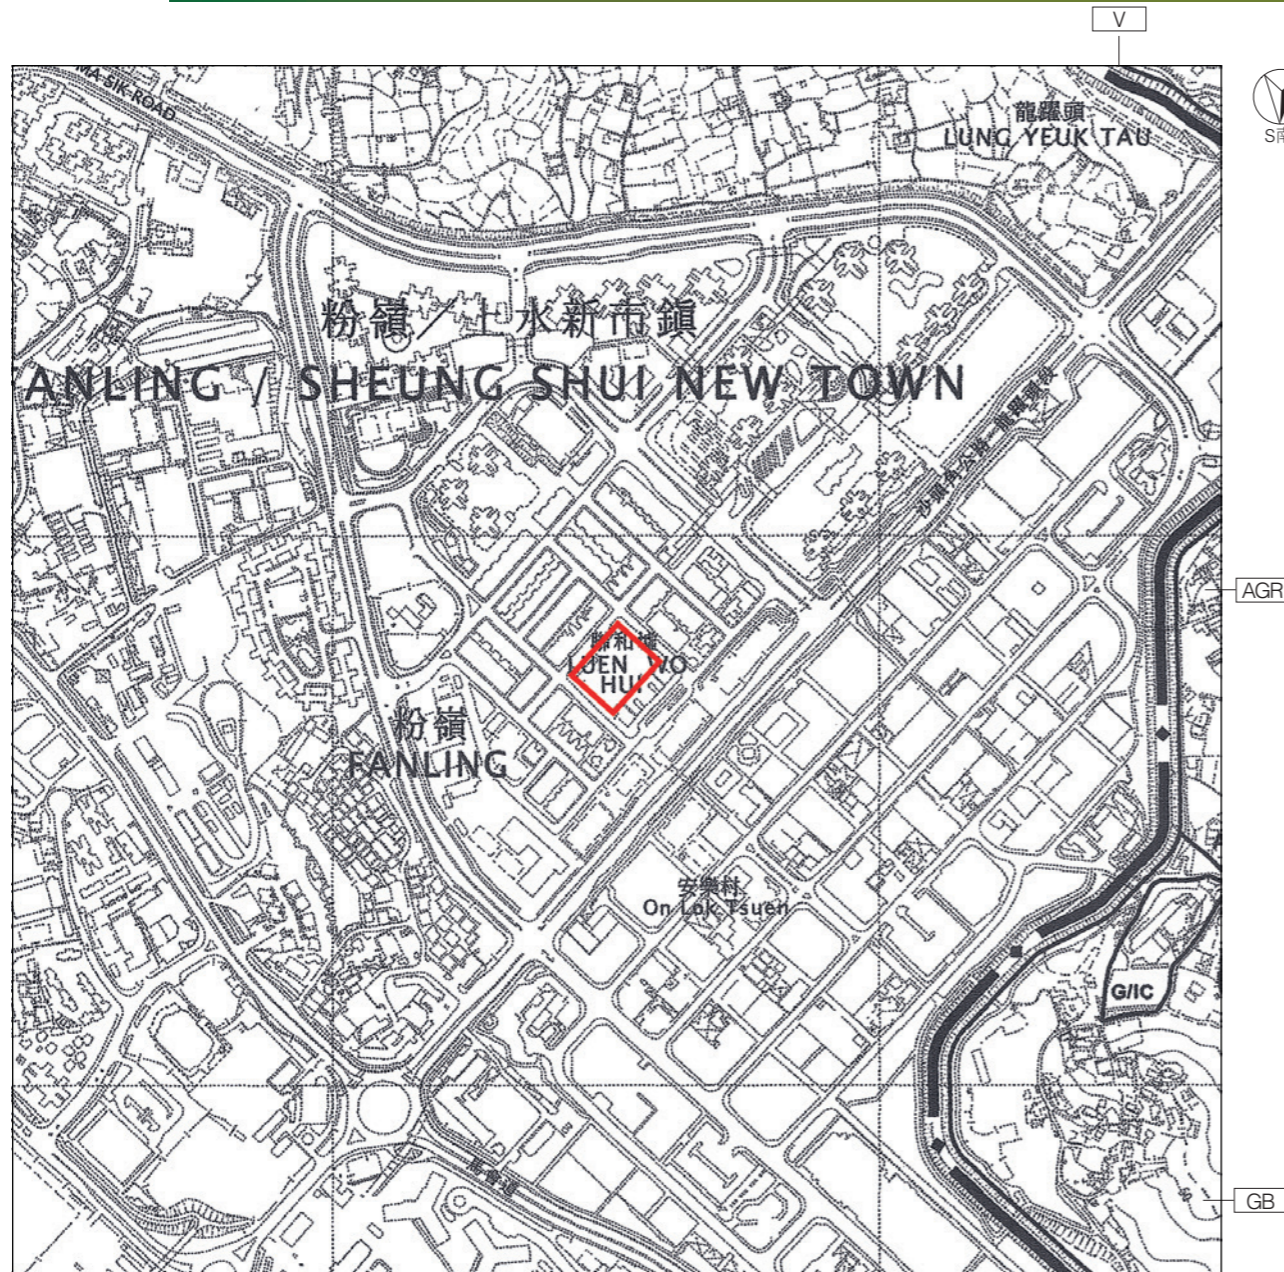 V
MA SIK ROAD
龍躍頭
LUNG YEUK TAU
S南
粉嶺／上水新市鎮
ANLING / SHEUNG SHUI NEW TOWN
AGR
聯和墟
LUEN WO
HUI
粉嶺
FANLING
安樂村
On Lok Tsuen
G/IC
GB